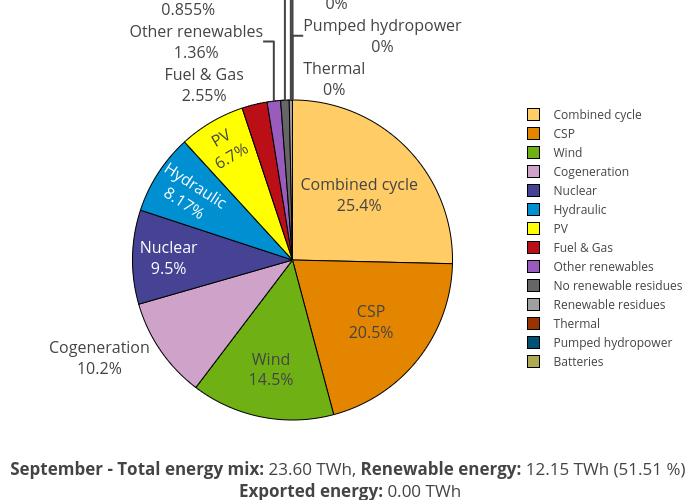 0%
0.855%
Other renewables
1.36%
Pumped hydropower
0%
Fuel & Gas
2.55%
Thermal
0%
PV
6.7%
Hydraulic
8.17%
Combined cycle
25.4%
Nuclear
9.5%
CSP
20.5%
Cogeneration
10.2%
Wind
14.5%
Combined cycle
CSP
Wind
Cogeneration
Nuclear
Hydraulic
PV
Fuel & Gas
Other renewables
No renewable residues
Renewable residues
Thermal
Pumped hydropower
Batteries
September - Total energy mix: 23.60 TWh, Renewable energy: 12.15 TWh (51.51 %)
Exported energy: 0.00 TWh